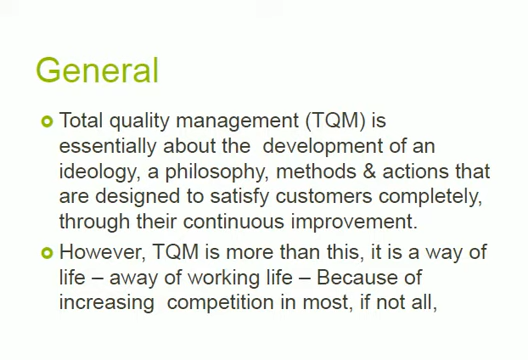 General
Total quality management (TQM) is
essentially about the development of an
ideology, a philosophy, methods & actions that
are designed to satisfy customers completely,
through their continuous improvement.
However, TQM is more than this, it is a way of
life – away of working life – Because of
increasing competition in most, if not all,